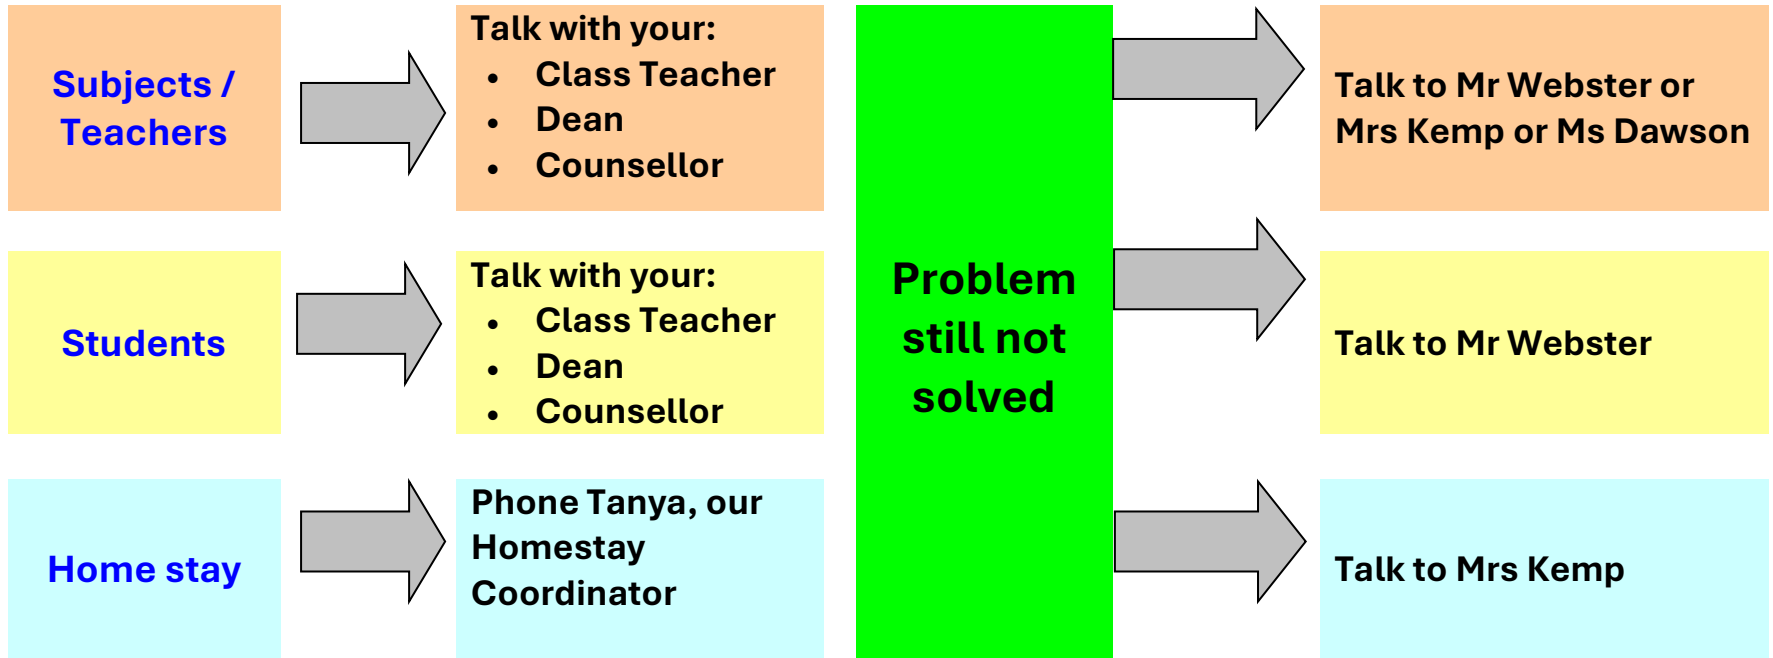 Subjects /
Teachers
Talk with your:
• Class Teacher
• Dean
• Counsellor
Talk to Mr Webster or
Mrs Kemp or Ms Dawson
Students
Talk with your:
• Class Teacher
• Dean
• Counsellor
Problem
still not
solved
Talk to Mr Webster
Home stay
Phone Tanya, our
Homestay
Coordinator
Talk to Mrs Kemp